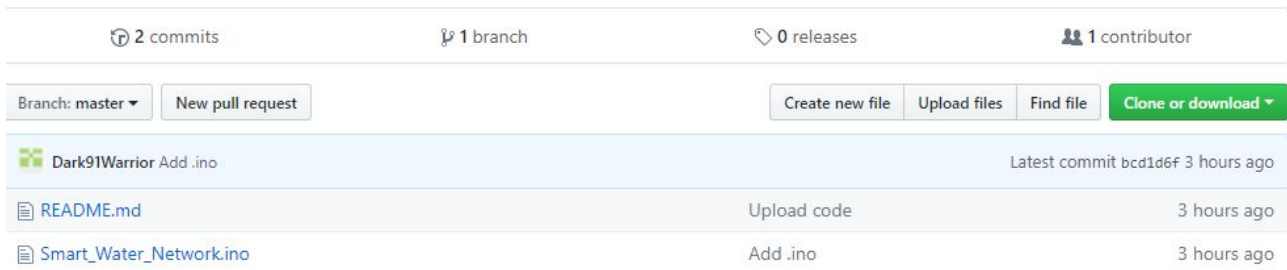 2 commits 1 branch 0 releases 1 contributor
Branch: master New pull request Create new file Upload files Find file Clone or download
Dark91Warrior Add .ino Latest commit bcd1d6f 3 hours ago
README.md Upload code 3 hours ago
Smart_Water_Network.ino Add .ino 3 hours ago